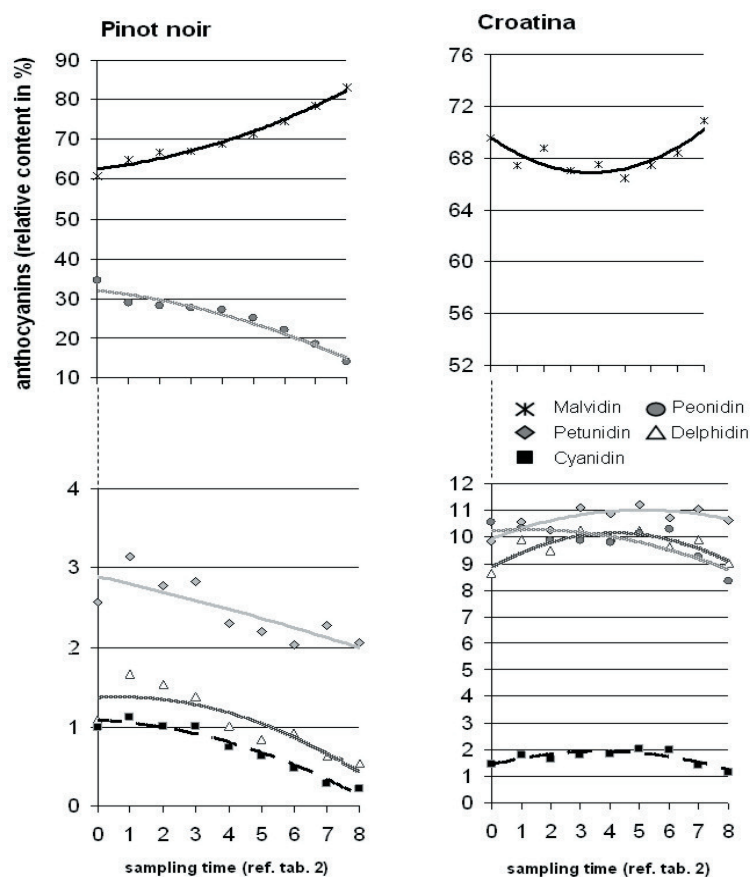 Pinot noir
Croatina
anthocyanins (relative content in %)
90
80
70
60
50
40
30
20
10
76
72
68
64
60
56
52
Malvidin
Peonidin
Petunidin
Delphidin
Cyanidin
4
3
2
1
0
12
11
10
9
8
7
6
5
4
3
2
1
0
0 1 2 3 4 5 6 7 8
0 1 2 3 4 5 6 7 8
sampling time (ref. tab. 2)
sampling time (ref. tab. 2)